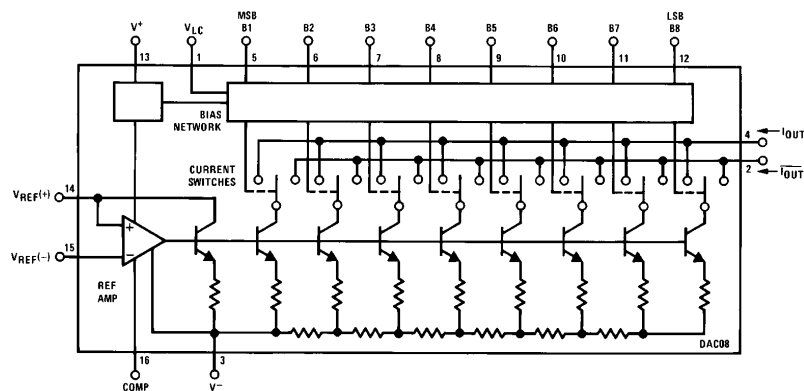 MSB LSB
V+ VLC B1 B2 B3 B4 B5 B6 B7 B8
13 1 5 6 7 8 9 10 11 12
BIAS
NETWORK
4 IOUT
CURRENT
SWITCHES
2 I̅O̅U̅T̅
14
VREF(+)
+
15
VREF(−)
−
REF
AMP
DAC08
16 3
COMP V−